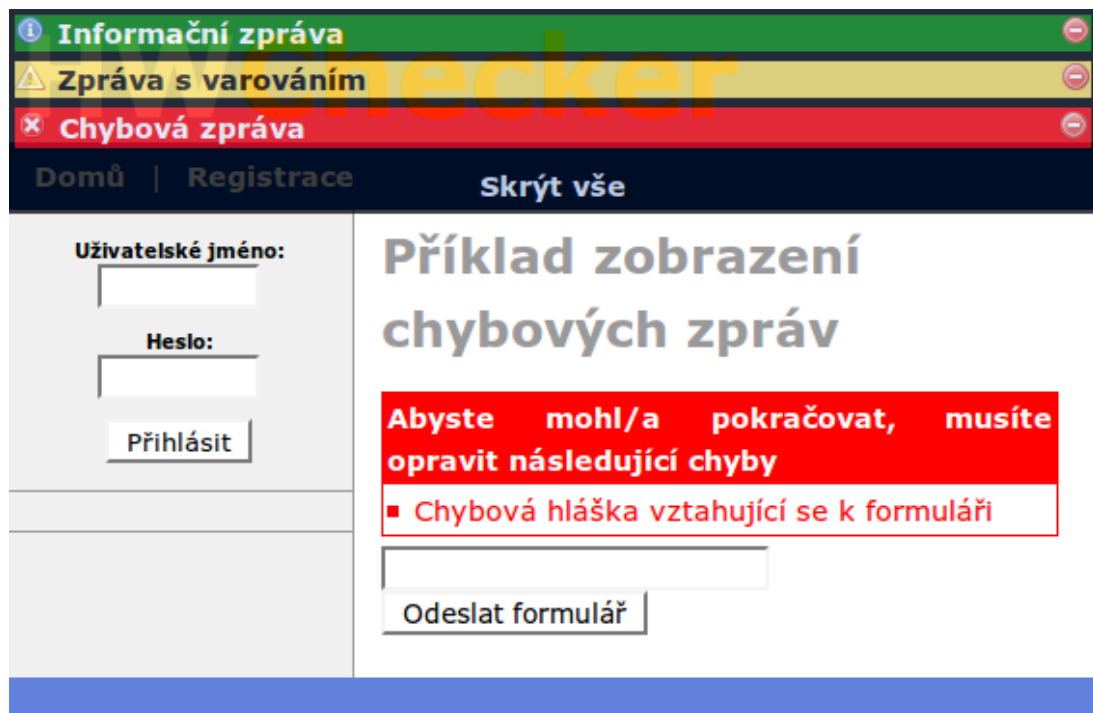 Informační zpráva
HWChecker
Zpráva s varováním
Chybová zpráva
Domů | Registrace
Skrýt vše
Uživatelské jméno:
Heslo:
Přihlásit
Příklad zobrazení
chybových zpráv
Abyste mohl/a pokračovat, musíte
opravit následující chyby
Chybová hláška vztahující se k formuláři
Odeslat formulář